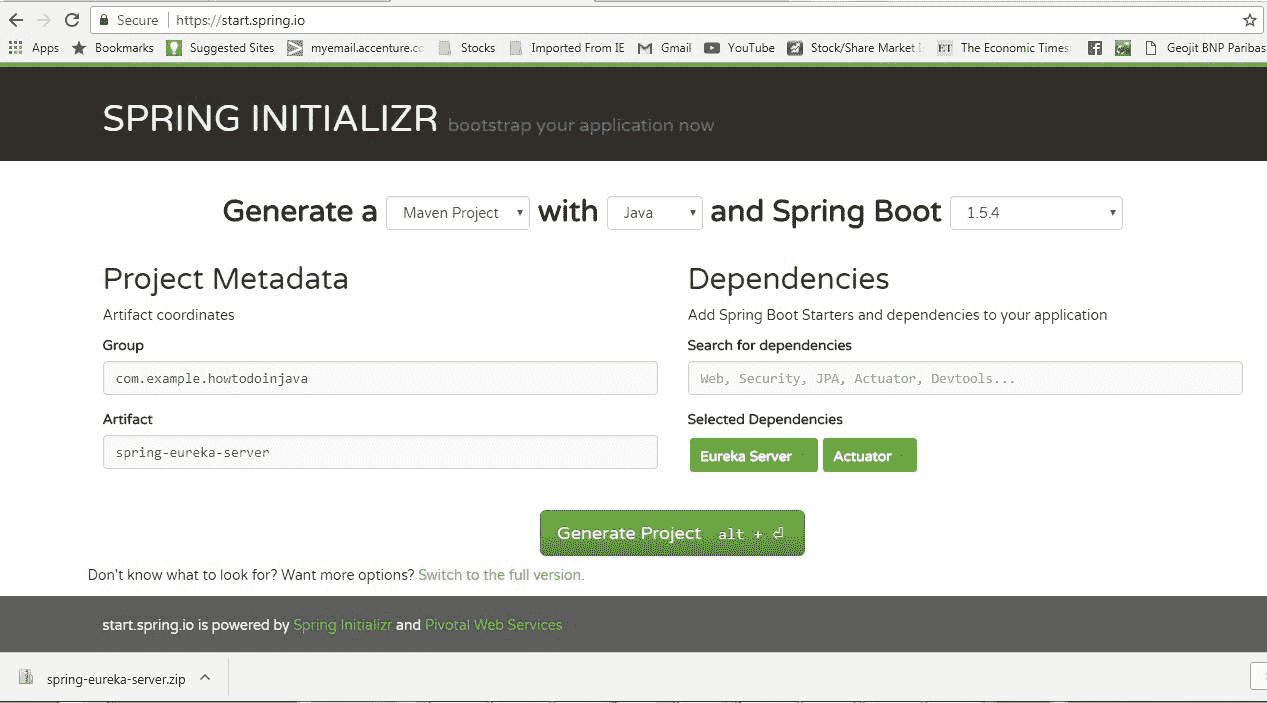 Secure https://start.spring.io
Apps Bookmarks Suggested Sites myemail.accenture.co Stocks Imported From IE Gmail YouTube Stock/Share Market I ET The Economic Times Geojit BNP Paribas
SPRING INITIALIZR bootstrap your application now
Generate a Maven Project with Java and Spring Boot 1.5.4
Project Metadata
Artifact coordinates
Group
com.example.howtodoinjava
Artifact
spring-eureka-server
Dependencies
Add Spring Boot Starters and dependencies to your application
Search for dependencies
Web, Security, JPA, Actuator, Devtools...
Selected Dependencies
Eureka Server Actuator
Generate Project alt + ⏎
Don't know what to look for? Want more options? Switch to the full version.
start.spring.io is powered by Spring Initializr and Pivotal Web Services
spring-eureka-server.zip